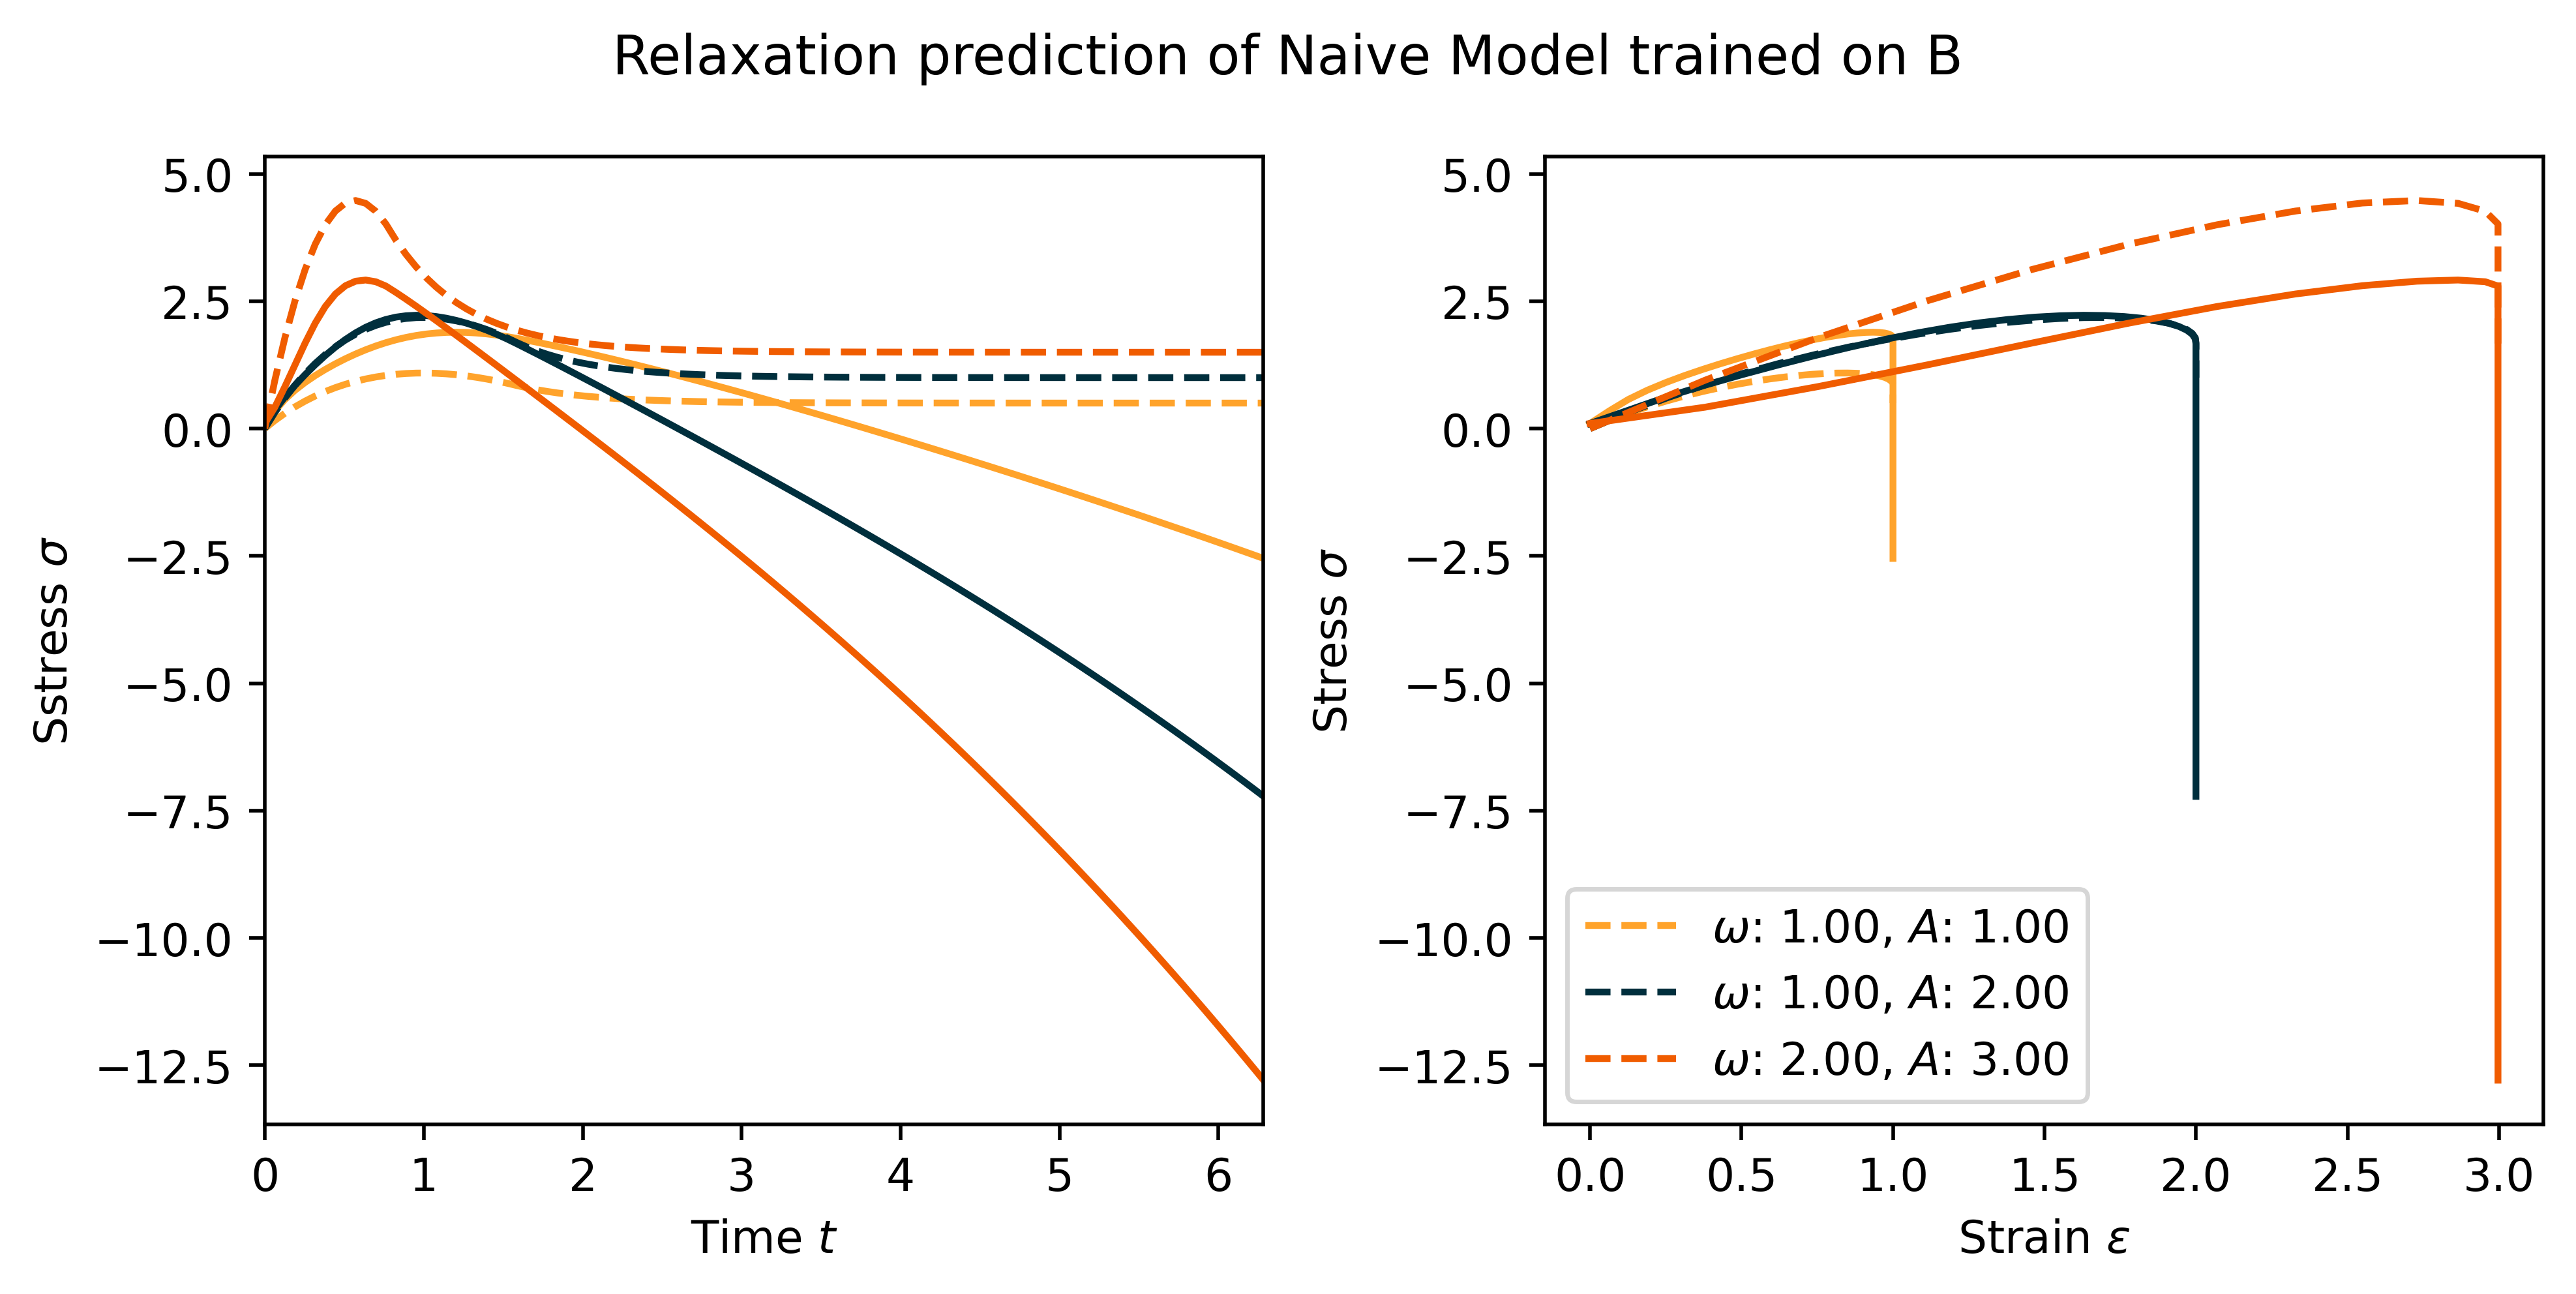 Relaxation prediction of Naive Model trained on B
5.0
2.5
0.0
−2.5
−5.0
−7.5
−10.0
−12.5
Sstress σ
0 1 2 3 4 5 6
Time t
5.0
2.5
0.0
−2.5
−5.0
−7.5
−10.0
−12.5
Stress σ
ω: 1.00, A: 1.00
ω: 1.00, A: 2.00
ω: 2.00, A: 3.00
0.0 0.5 1.0 1.5 2.0 2.5 3.0
Strain ε